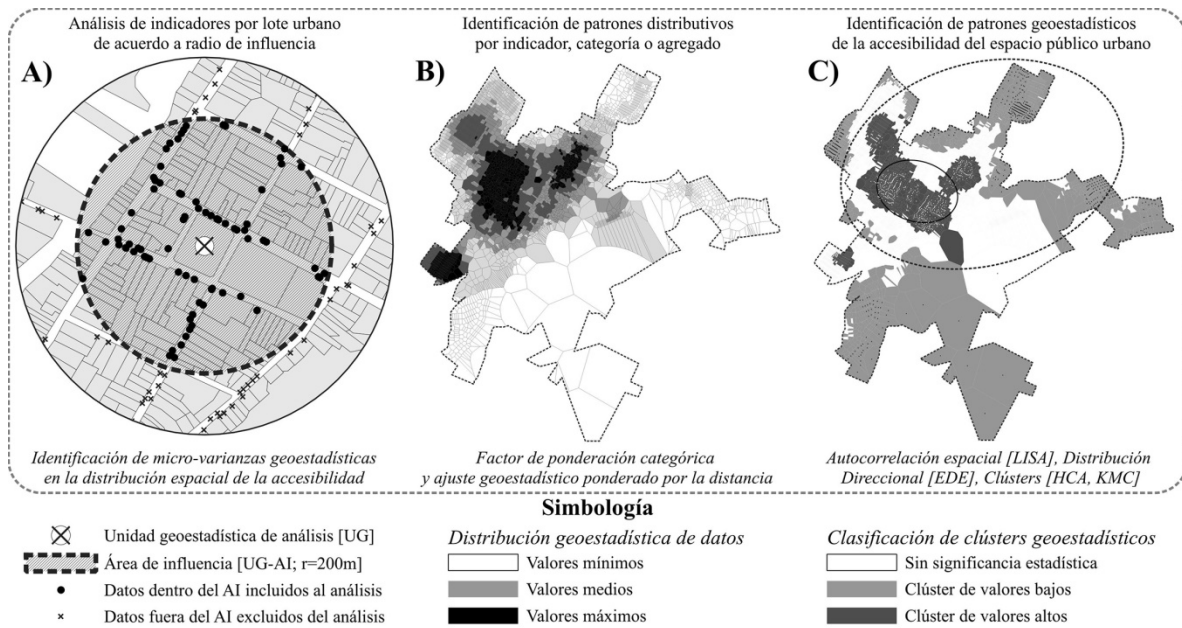 Análisis de indicadores por lote urbano
de acuerdo a radio de influencia
A)
Identificación de micro-varianzas geoestadísticas
en la distribución espacial de la accesibilidad
Identificación de patrones distributivos
por indicador, categoría o agregado
B)
Factor de ponderación categórica
y ajuste geoestadístico ponderado por la distancia
Identificación de patrones geoestadísticos
de la accesibilidad del espacio público urbano
C)
Autocorrelación espacial [LISA], Distribución
Direccional [EDE], Clústers [HCA, KMC]
Simbología
Unidad geoestadística de análisis [UG]
Área de influencia [UG-AI; r=200m]
Datos dentro del AI incluidos al análisis
Datos fuera del AI excluidos del análisis
Distribución geoestadística de datos
Valores mínimos
Valores medios
Valores máximos
Clasificación de clústers geoestadísticos
Sin significancia estadística
Clúster de valores bajos
Clúster de valores altos